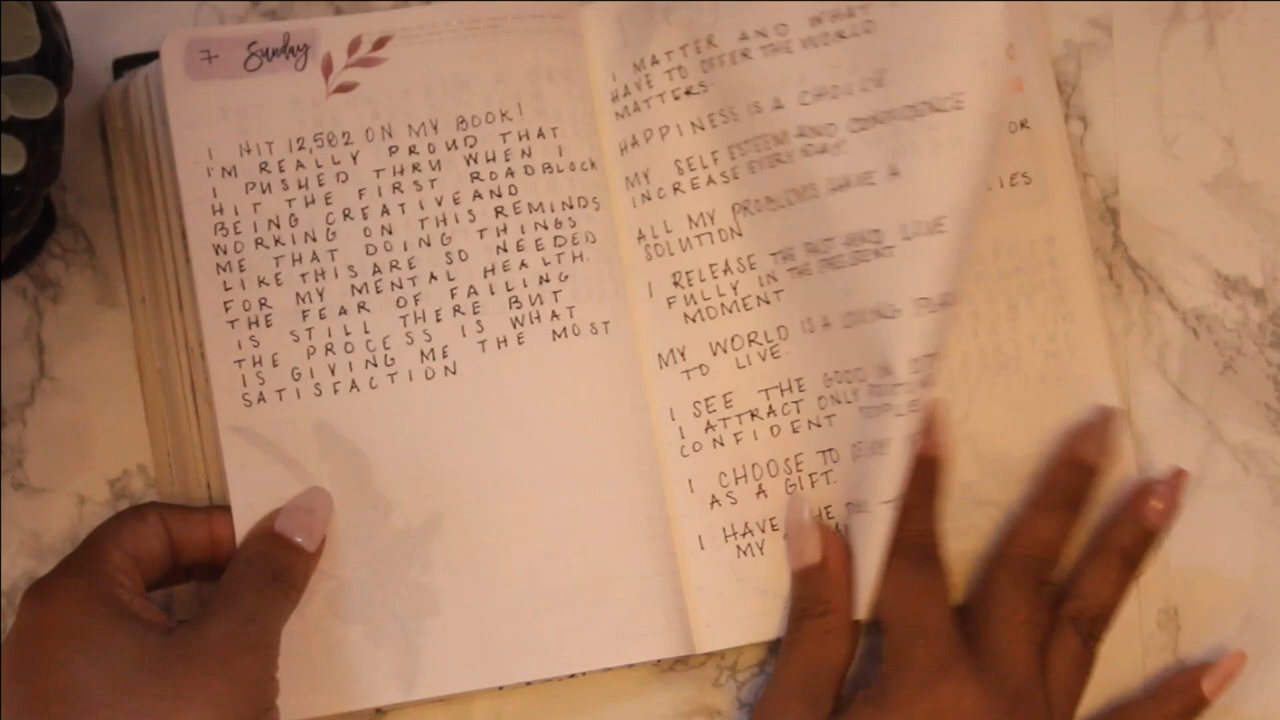 7 Sunday
I HIT 12,502 ON MY BOOK!
I'M REALLY PROUD THAT
I PUSHED THRU WHEN I
HIT THE FIRST ROADBLOCK
BEING CREATIVE AND
WORKING ON THIS REMINDS
ME THAT DOING THINGS
LIKE THIS ARE SO NEEDED
FOR MY MENTAL HEALTH.
THE FEAR OF FAILING
IS STILL THERE BUT
THE PROCESS IS WHAT
IS GIVING ME THE MOST
SATISFACTION
I MATTER AND WHAT I
HAVE TO OFFER THE WORLD
MATTERS.
HAPPINESS IS A CHOICE
MY SELF ESTEEM AND CONFIDENCE
INCREASE EVERY
ALL MY PROBLEMS HAVE A
SOLUTION
I RELEASE THE PAST AND LIVE
FULLY IN THE PRESENT
MOMENT
MY WORLD IS A
TO LIVE.
I SEE THE GOOD IN
I ATTRACT ONLY
CONFIDENT PEOPLE
I CHOOSE TO
AS A GIFT.
I HAVE THE
MY
OR
IES